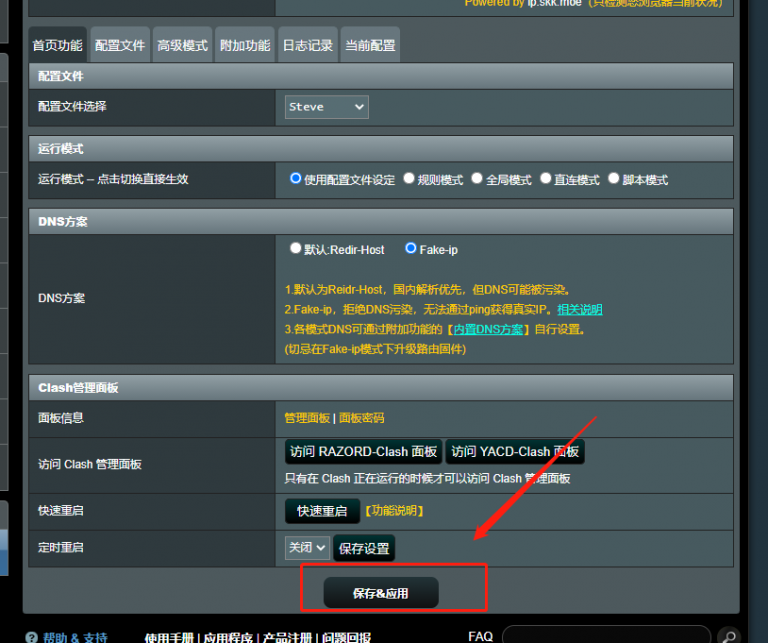 Powered by ip.skk.moe（只检测您浏览器当前状况）
首页功能 配置文件 高级模式 附加功能 日志记录 当前配置
配置文件
配置文件选择 Steve
运行模式
运行模式 -- 点击切换直接生效 使用配置文件设定 规则模式 全局模式 直连模式 脚本模式
DNS方案
默认:Redir-Host Fake-ip
DNS方案
1.默认为Reidr-Host，国内解析优先，但DNS可能被污染。
2.Fake-ip，拒绝DNS污染，无法通过ping获得真实IP。相关说明
3.各模式DNS可通过附加功能的【内置DNS方案】自行设置。
(切忌在Fake-ip模式下升级路由固件)
Clash管理面板
面板信息 管理面板 | 面板密码
访问 Clash 管理面板 访问 RAZORD-Clash 面板 访问 YACD-Clash 面板
只有在 Clash 正在运行的时候才可以访问 Clash 管理面板
快速重启 快速重启 【功能说明】
定时重启 关闭 保存设置
保存&应用
帮助 & 支持 使用手册 | 应用程序 | 产品注册 | 问题回报 FAQ